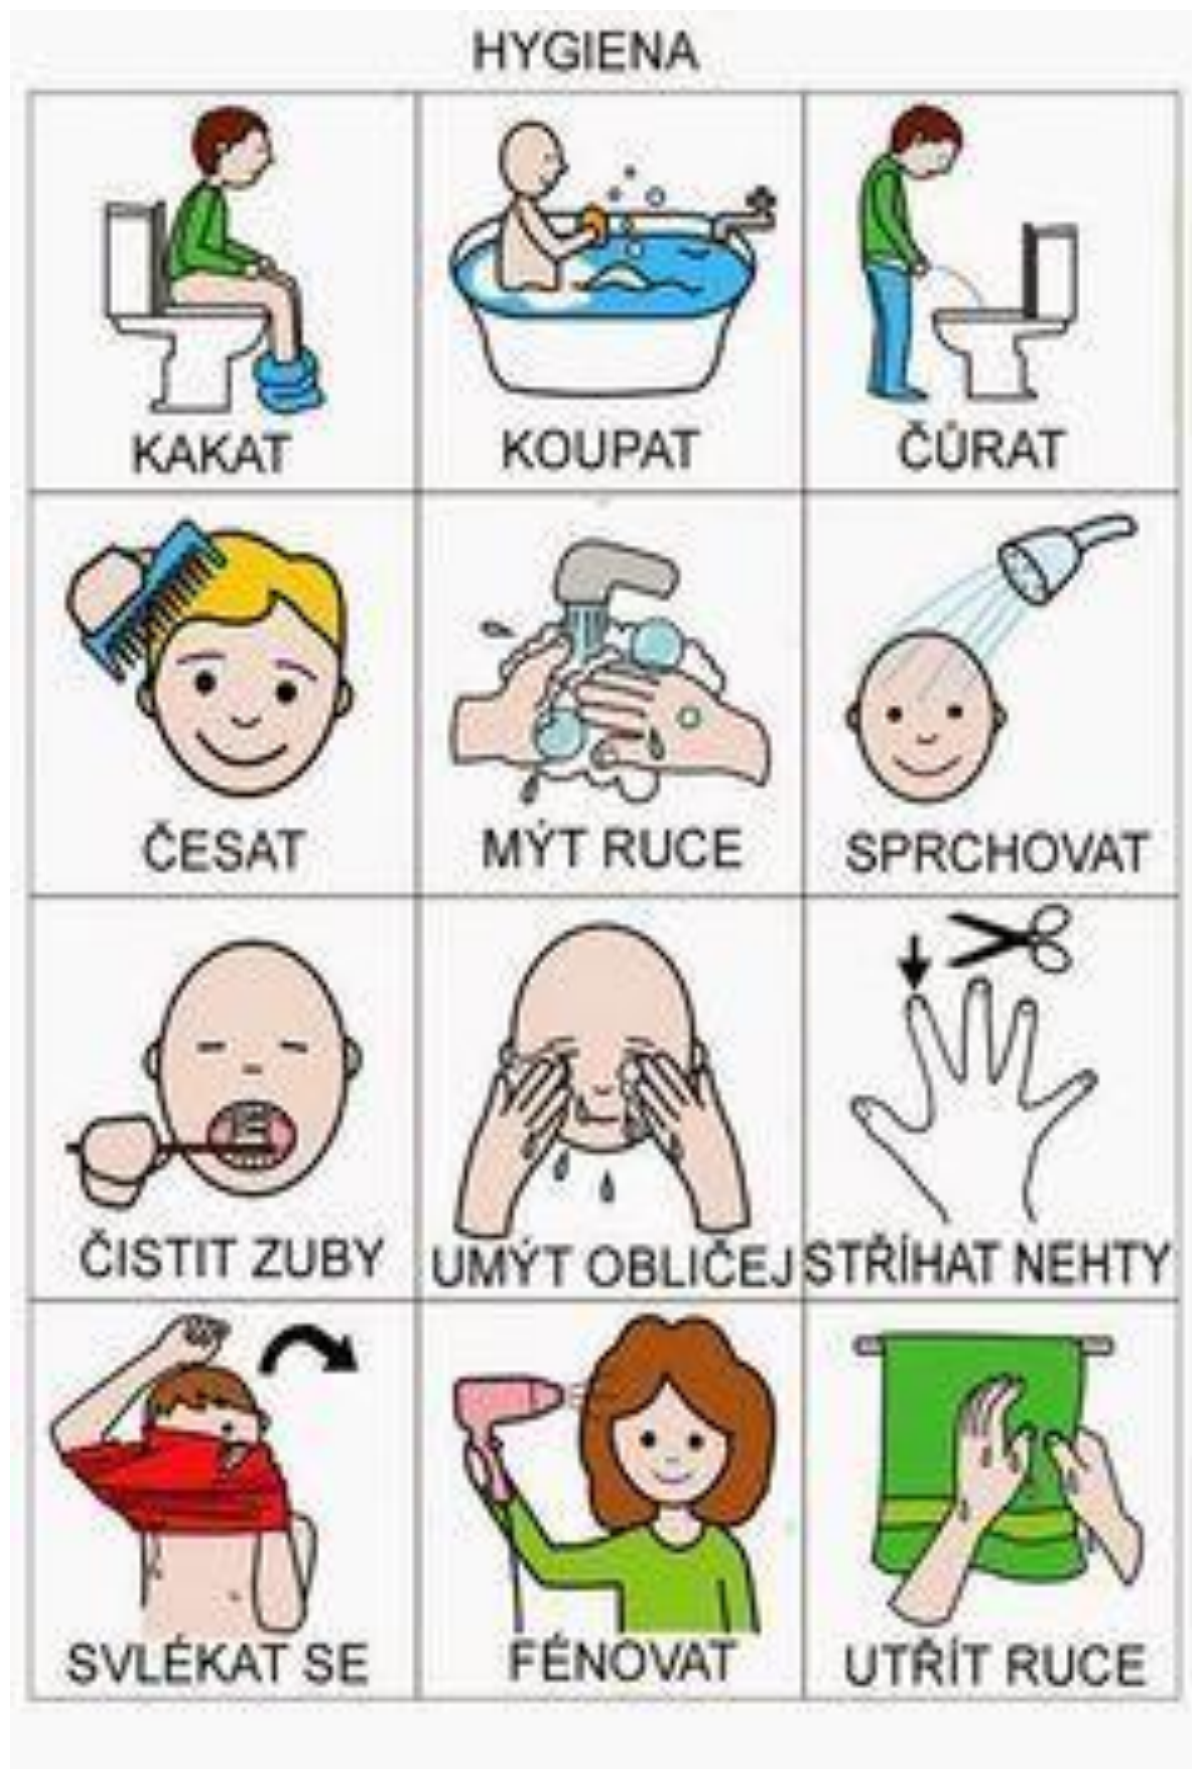 HYGIENA
KAKAT
KOUPAT
ČŮRAT
ČESAT
MÝT RUCE
SPRCHOVAT
ČISTIT ZUBY
UMÝT OBLIČEJ
STŘÍHAT NEHTY
SVLÉKAT SE
FÉNOVAT
UTŘÍT RUCE